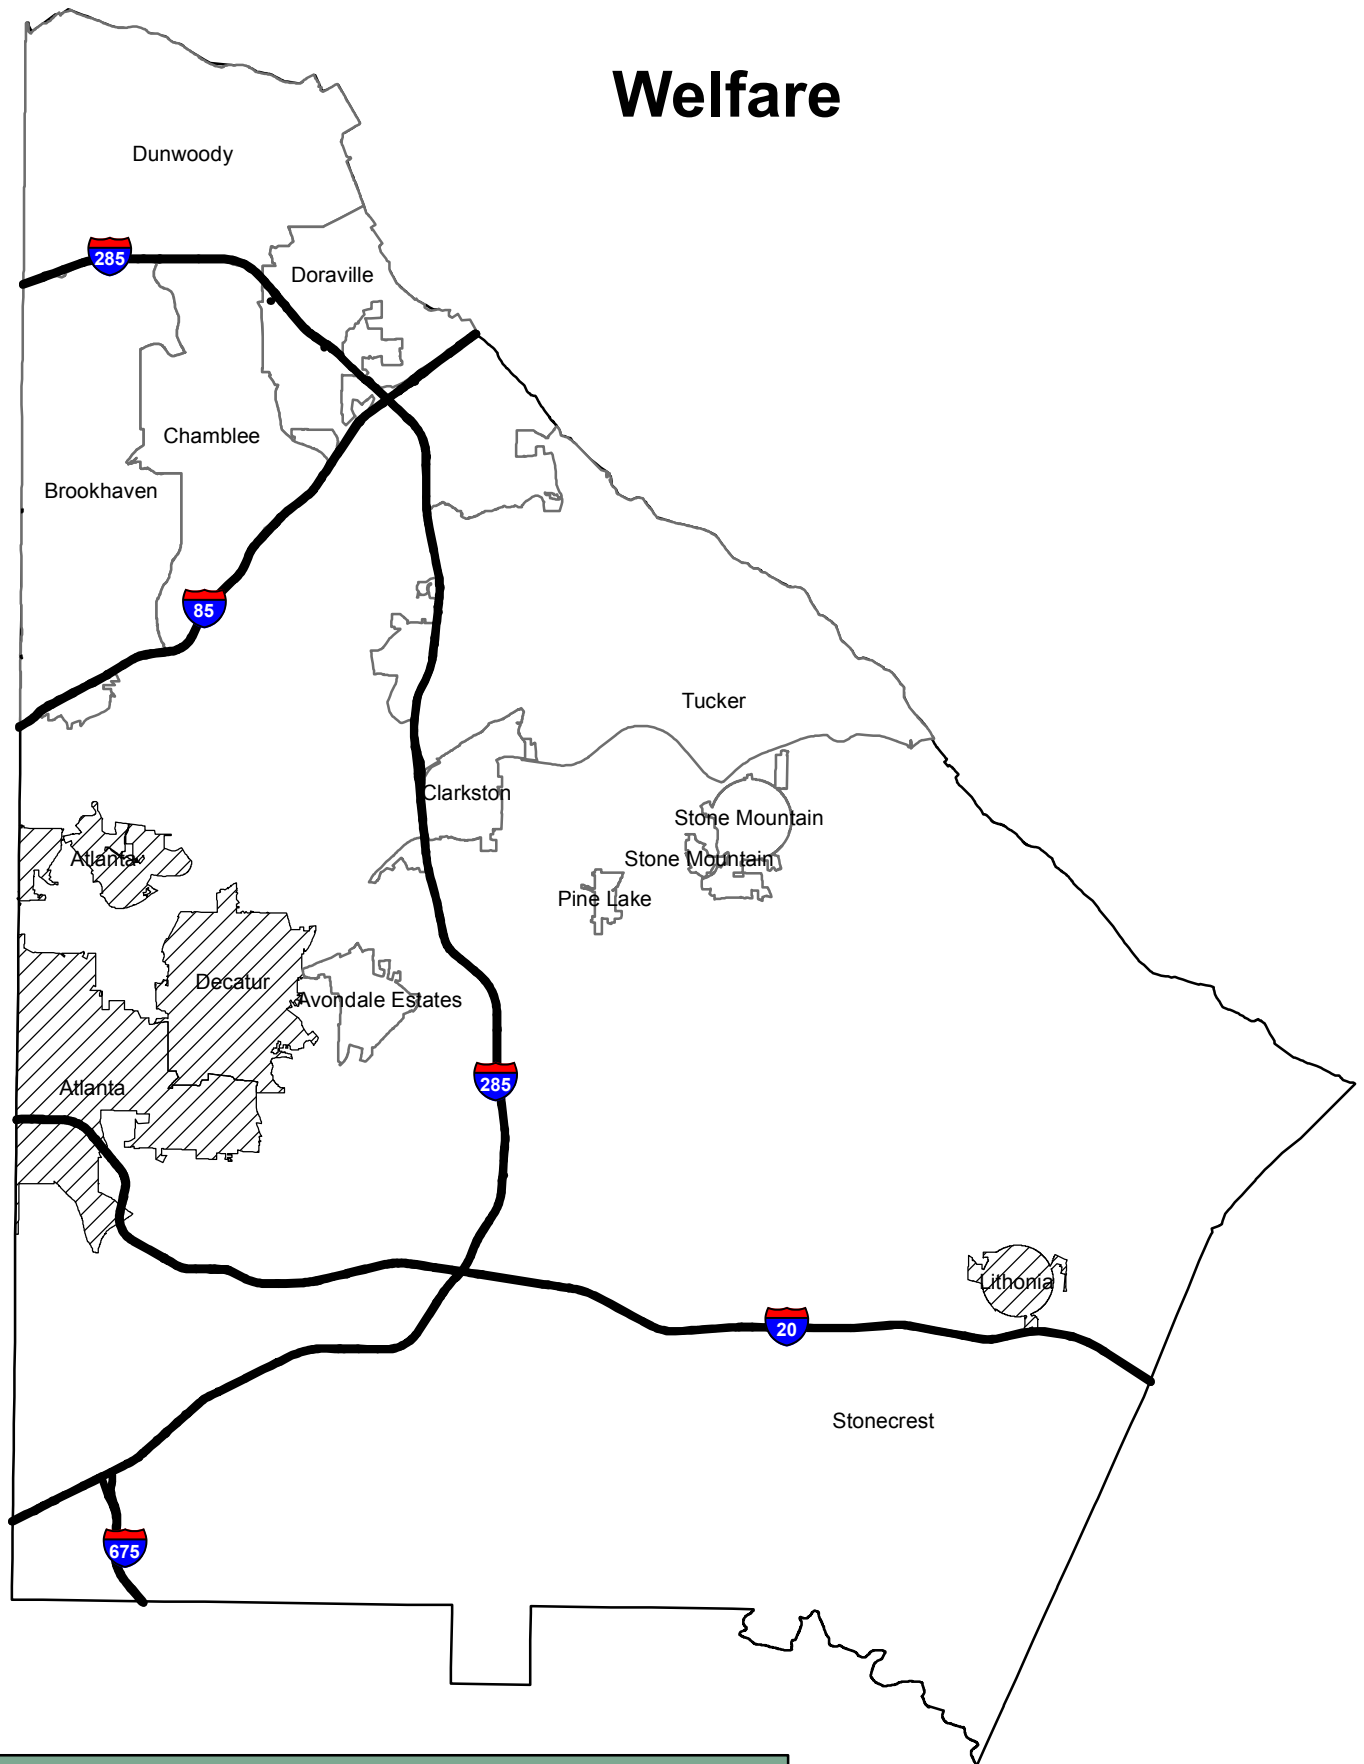 Welfare
Dunwoody
285
Doraville
Chamblee
Brookhaven
85
Tucker
Clarkston
Stone Mountain
Stone Mountain
Atlanta
Pine Lake
Decatur
Avondale Estates
285
Atlanta
Lithonia
20
Stonecrest
675